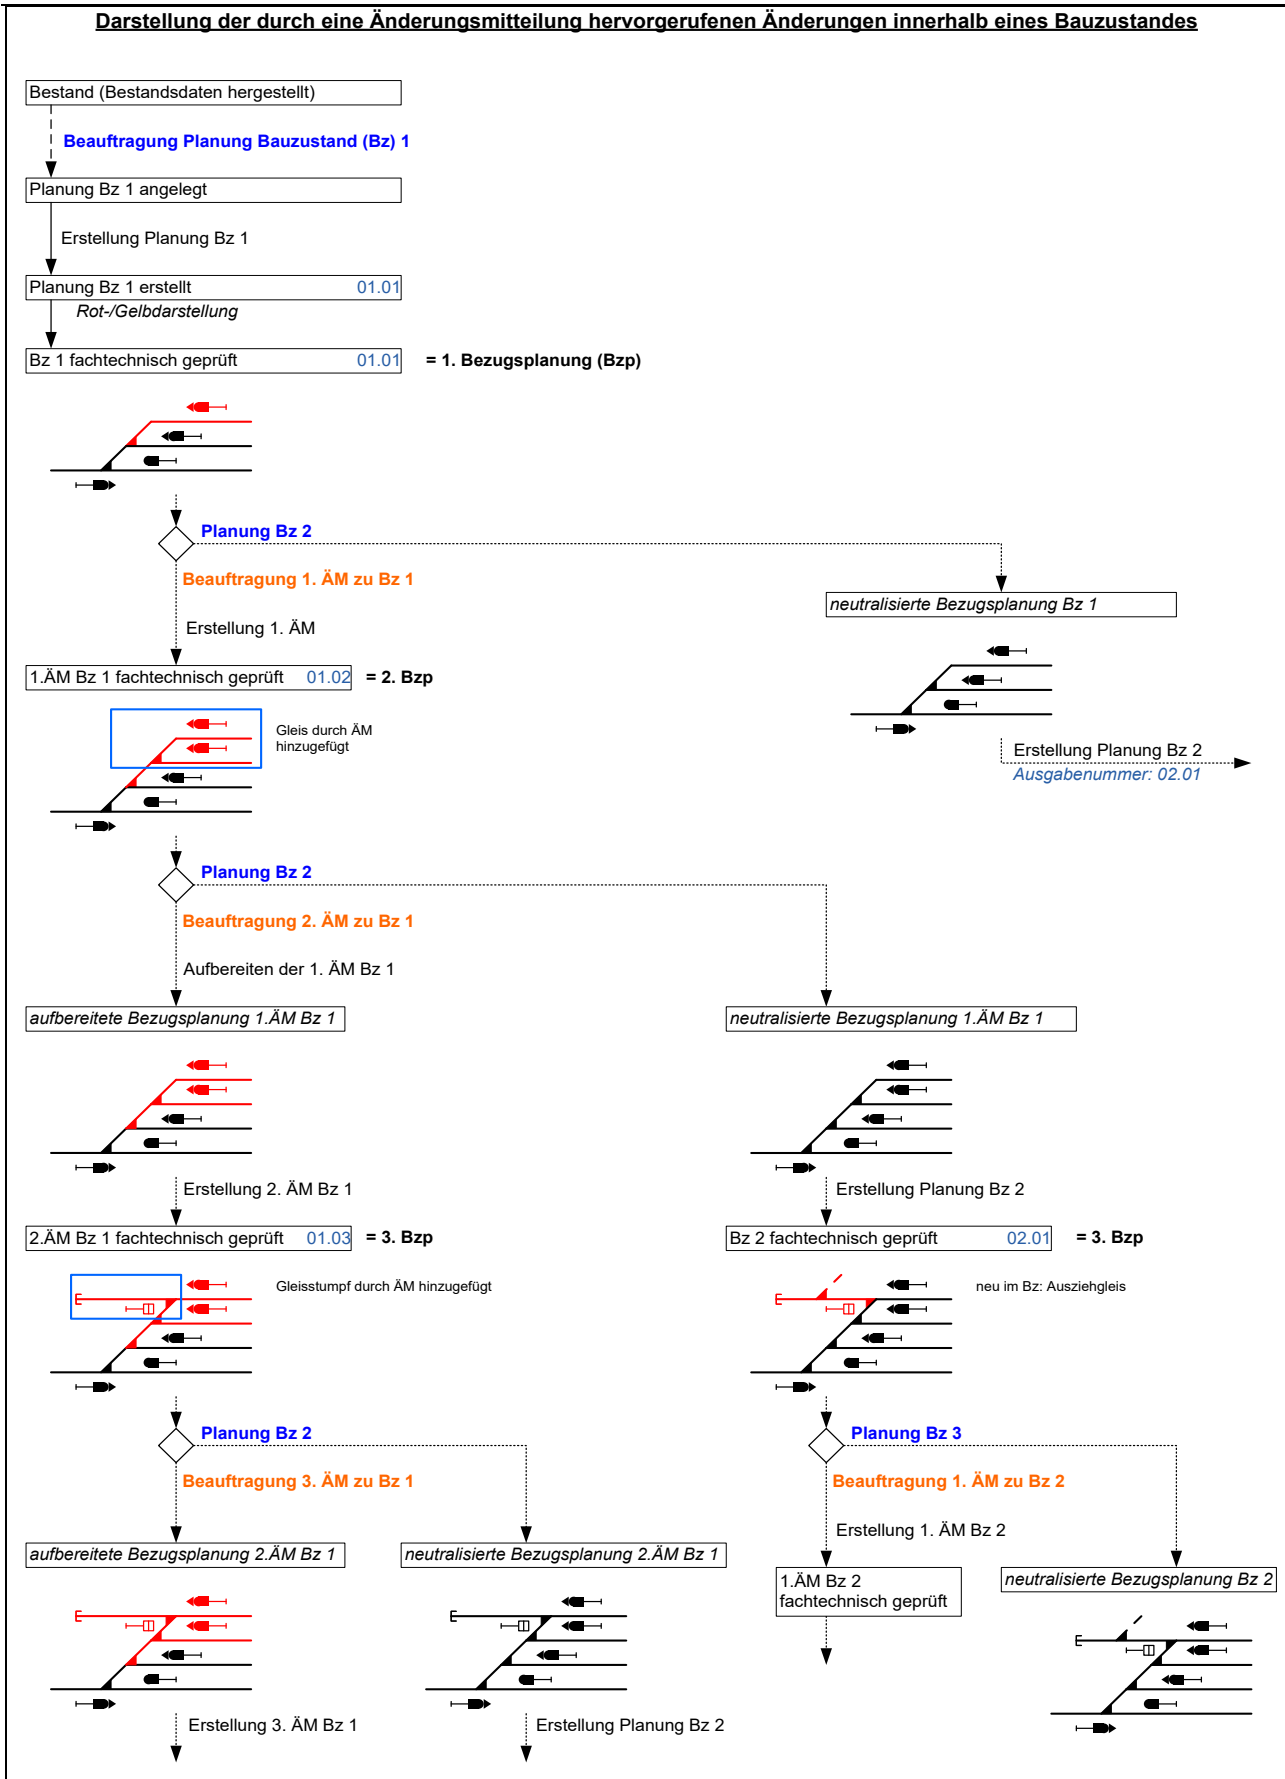 Darstellung der durch eine Änderungsmitteilung hervorgerufenen Änderungen innerhalb eines Bauzustandes
Bestand (Bestandsdaten hergestellt)
Beauftragung Planung Bauzustand (Bz) 1
Planung Bz 1 angelegt
Erstellung Planung Bz 1
Planung Bz 1 erstellt 01.01
Rot-/Gelbdarstellung
Bz 1 fachtechnisch geprüft 01.01 = 1. Bezugsplanung (Bzp)
Planung Bz 2
Beauftragung 1. ÄM zu Bz 1
neutralisierte Bezugsplanung Bz 1
Erstellung 1. ÄM
1.ÄM Bz 1 fachtechnisch geprüft 01.02 = 2. Bzp
Gleis durch ÄM
hinzugefügt
Erstellung Planung Bz 2
Ausgabenummer: 02.01
Planung Bz 2
Beauftragung 2. ÄM zu Bz 1
Aufbereiten der 1. ÄM Bz 1
aufbereitete Bezugsplanung 1.ÄM Bz 1
neutralisierte Bezugsplanung 1.ÄM Bz 1
Erstellung 2. ÄM Bz 1
Erstellung Planung Bz 2
2.ÄM Bz 1 fachtechnisch geprüft 01.03 = 3. Bzp
Bz 2 fachtechnisch geprüft 02.01 = 3. Bzp
Gleisstumpf durch ÄM hinzugefügt
neu im Bz: Ausziehgleis
Planung Bz 2
Planung Bz 3
Beauftragung 3. ÄM zu Bz 1
Beauftragung 1. ÄM zu Bz 2
Erstellung 1. ÄM Bz 2
aufbereitete Bezugsplanung 2.ÄM Bz 1
neutralisierte Bezugsplanung 2.ÄM Bz 1
1.ÄM Bz 2
fachtechnisch geprüft
neutralisierte Bezugsplanung Bz 2
Erstellung 3. ÄM Bz 1
Erstellung Planung Bz 2